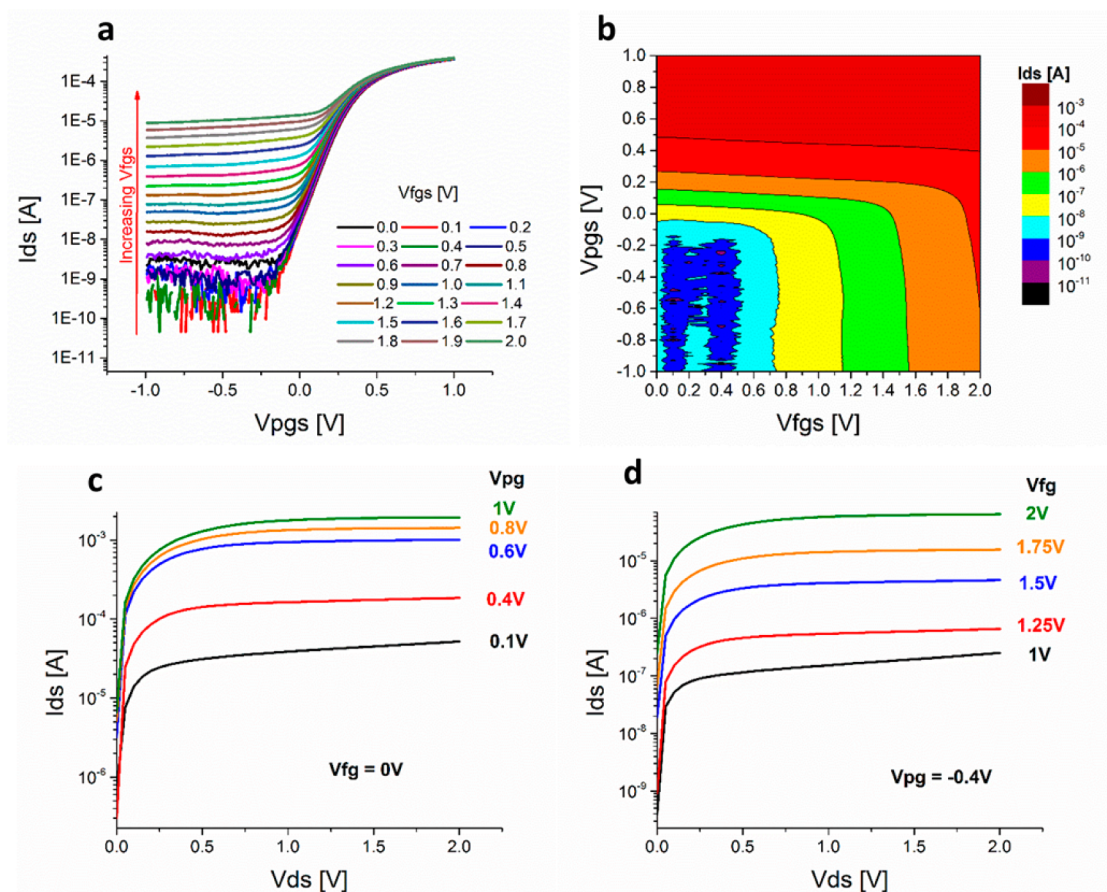 a
1E-4
1E-5
1E-6
1E-7
1E-8
1E-9
1E-10
1E-11
Ids [A]
Increasing Vfgs
Vfgs [V]
0.0 0.1 0.2
0.3 0.4 0.5
0.6 0.7 0.8
0.9 1.0 1.1
1.2 1.3 1.4
1.5 1.6 1.7
1.8 1.9 2.0
-1.0 -0.5 0.0 0.5 1.0
Vpgs [V]
b
1.0
0.8
0.6
0.4
0.2
0.0
-0.2
-0.4
-0.6
-0.8
-1.0
Vpgs [V]
0.0 0.2 0.4 0.6 0.8 1.0 1.2 1.4 1.6 1.8 2.0
Vfgs [V]
Ids [A]
10-3
10-4
10-5
10-6
10-7
10-8
10-9
10-10
10-11
c
Vpg
1V
0.8V
0.6V
0.4V
0.1V
10-3
10-4
10-5
10-6
Ids [A]
Vfg = 0V
0.0 0.5 1.0 1.5 2.0
Vds [V]
d
Vfg
2V
1.75V
1.5V
1.25V
1V
10-5
10-6
10-7
10-8
10-9
Ids [A]
Vpg = -0.4V
0.0 0.5 1.0 1.5 2.0
Vds [V]